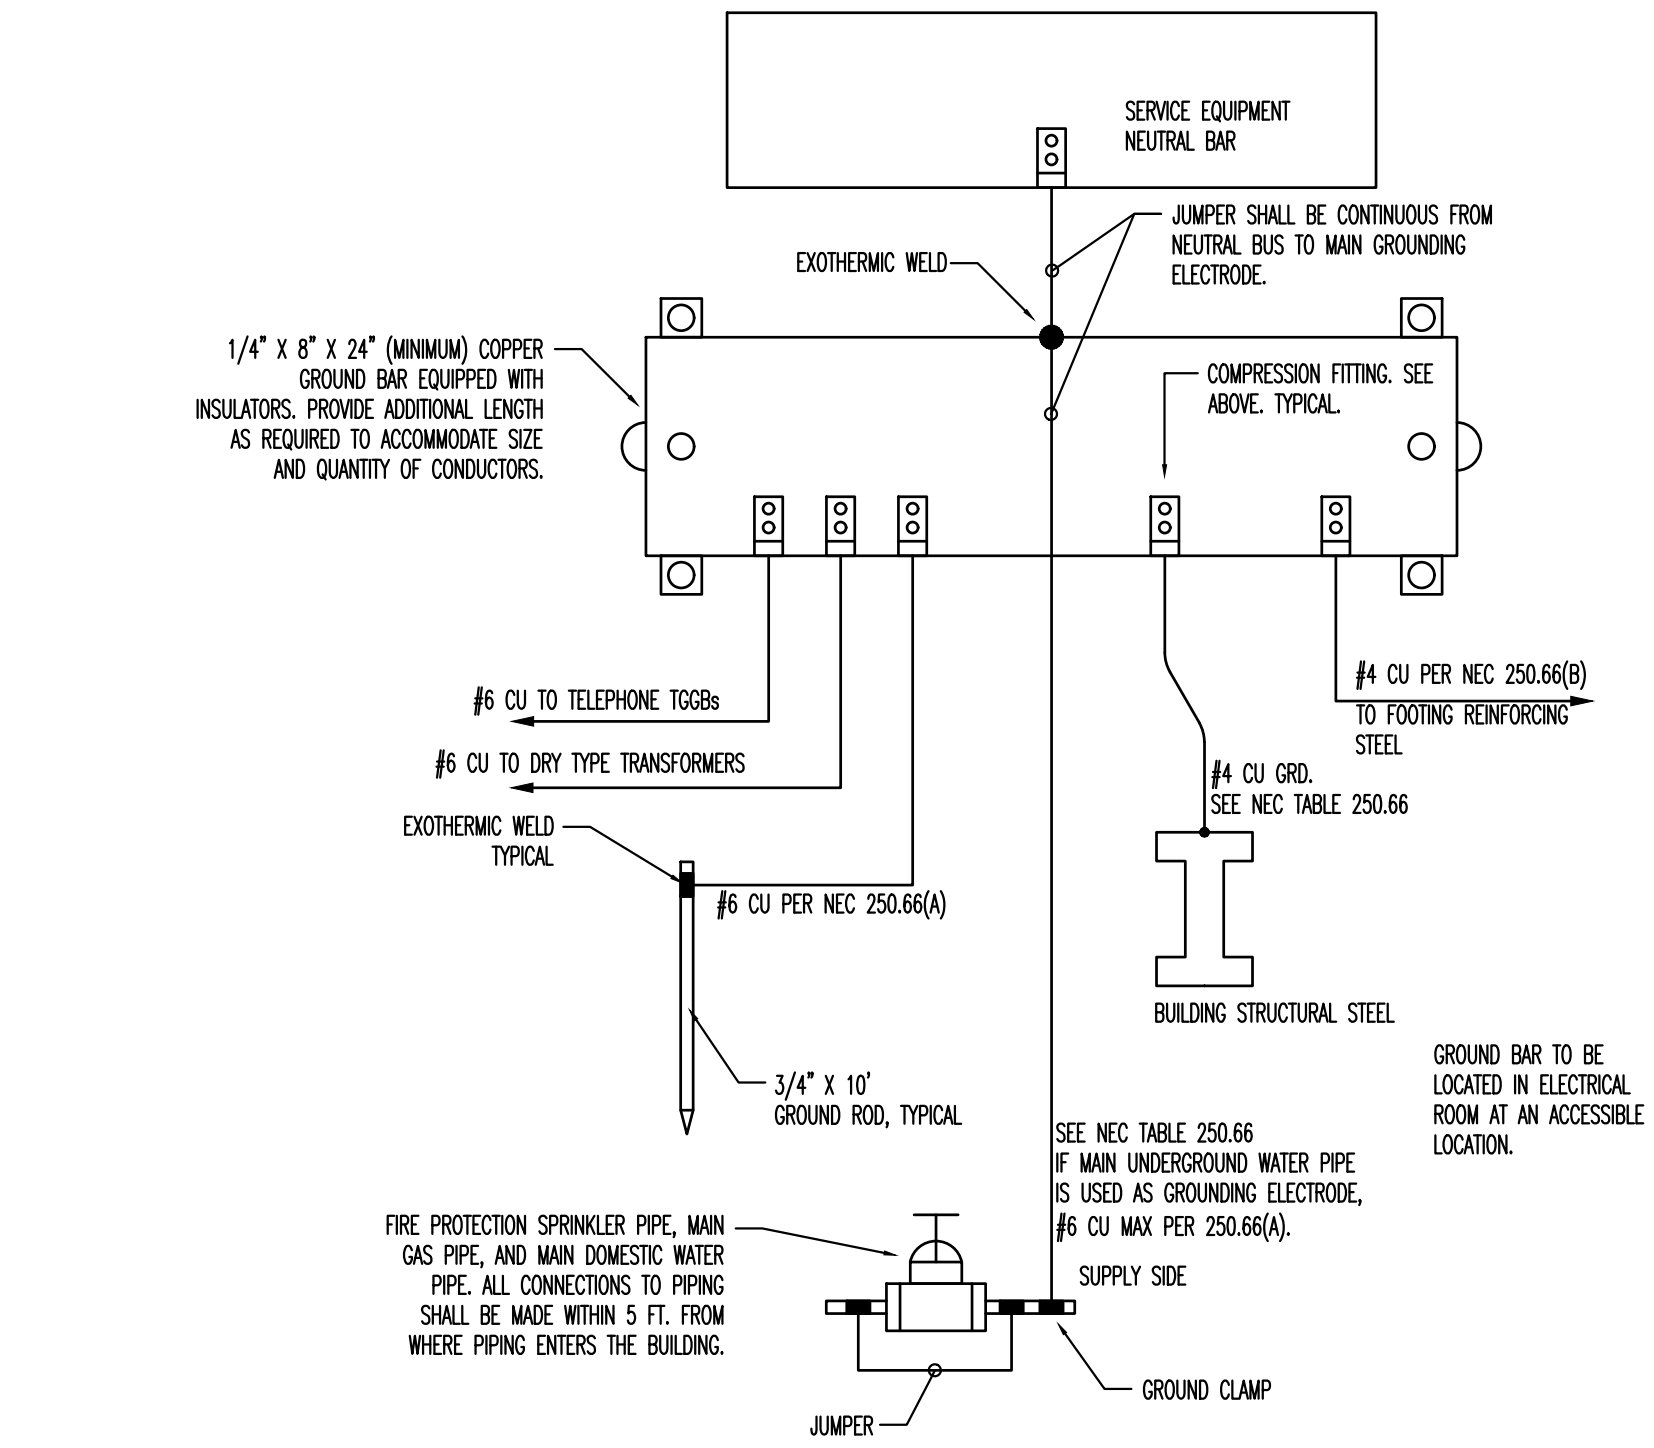 SERVICE EQUIPMENT
NEUTRAL BAR
JUMPER SHALL BE CONTINUOUS FROM
NEUTRAL BUS TO MAIN GROUNDING
ELECTRODE.
EXOTHERMIC WELD
1/4" X 8" X 24" (MINIMUM) COPPER
GROUND BAR EQUIPPED WITH
INSULATORS. PROVIDE ADDITIONAL LENGTH
AS REQUIRED TO ACCOMMODATE SIZE
AND QUANTITY OF CONDUCTORS.
COMPRESSION FITTING. SEE
ABOVE. TYPICAL.
#6 CU TO TELEPHONE TGGBs
#6 CU TO DRY TYPE TRANSFORMERS
EXOTHERMIC WELD
TYPICAL
#6 CU PER NEC 250.66(A)
#4 CU PER NEC 250.66(B)
TO FOOTING REINFORCING
STEEL
#4 CU GRD.
SEE NEC TABLE 250.66
BUILDING STRUCTURAL STEEL
3/4" X 10'
GROUND ROD, TYPICAL
GROUND BAR TO BE
LOCATED IN ELECTRICAL
ROOM AT AN ACCESSIBLE
LOCATION.
SEE NEC TABLE 250.66
IF MAIN UNDERGROUND WATER PIPE
IS USED AS GROUNDING ELECTRODE,
#6 CU MAX PER 250.66(A).
SUPPLY SIDE
FIRE PROTECTION SPRINKLER PIPE, MAIN
GAS PIPE, AND MAIN DOMESTIC WATER
PIPE. ALL CONNECTIONS TO PIPING
SHALL BE MADE WITHIN 5 FT. FROM
WHERE PIPING ENTERS THE BUILDING.
GROUND CLAMP
JUMPER